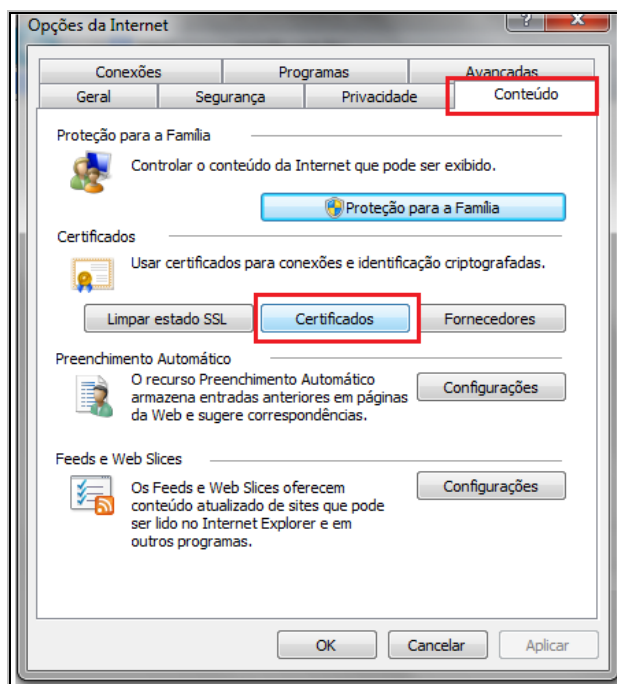 Opções da Internet
Conexões Programas Avançadas
Geral Segurança Privacidade Conteúdo
Proteção para a Família
Controlar o conteúdo da Internet que pode ser exibido.
Proteção para a Família
Certificados
Usar certificados para conexões e identificação criptografadas.
Limpar estado SSL Certificados Fornecedores
Preenchimento Automático
O recurso Preenchimento Automático
armazena entradas anteriores em páginas
da Web e sugere correspondências.
Configurações
Feeds e Web Slices
Os Feeds e Web Slices oferecem
conteúdo atualizado de sites que pode
ser lido no Internet Explorer e em
outros programas.
Configurações
OK Cancelar Aplicar